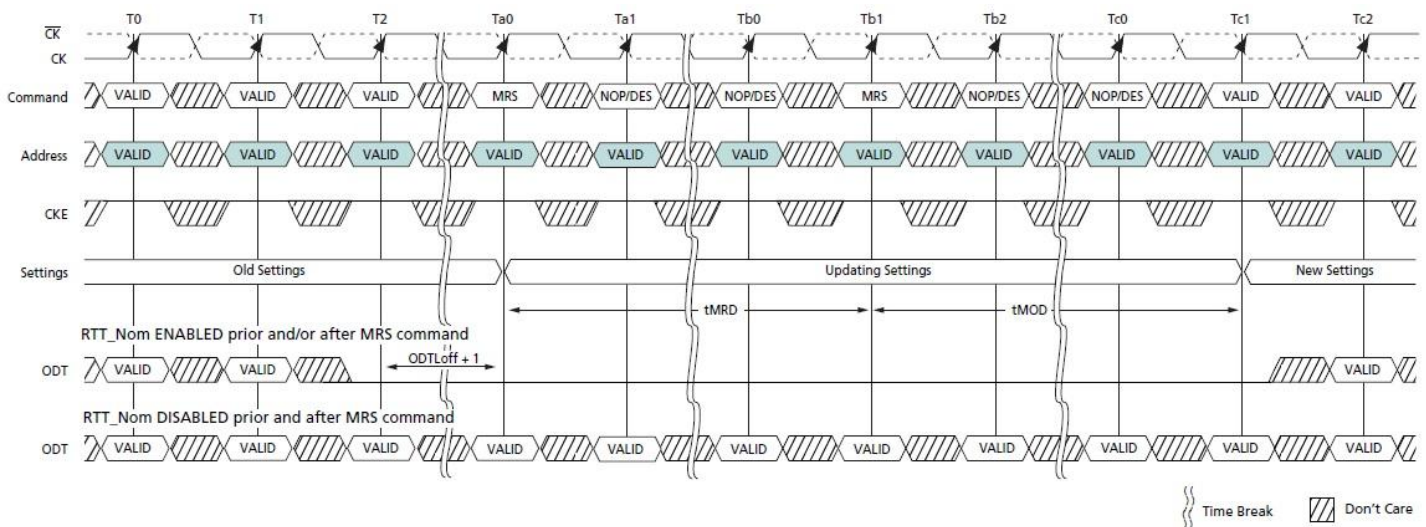 T0 T1 T2 Ta0 Ta1 Tb0 Tb1 Tb2 Tc0 Tc1 Tc2
CK
CK
Command VALID VALID VALID MRS NOP/DES NOP/DES MRS NOP/DES NOP/DES VALID VALID
Address VALID VALID VALID VALID VALID VALID VALID VALID VALID VALID VALID
CKE
Settings Old Settings Updating Settings New Settings
tMRD tMOD
RTT_Nom ENABLED prior and/or after MRS command
ODTLoff + 1
ODT VALID VALID VALID
RTT_Nom DISABLED prior and after MRS command
ODT VALID VALID VALID VALID VALID VALID VALID VALID VALID VALID VALID
Time Break Don't Care